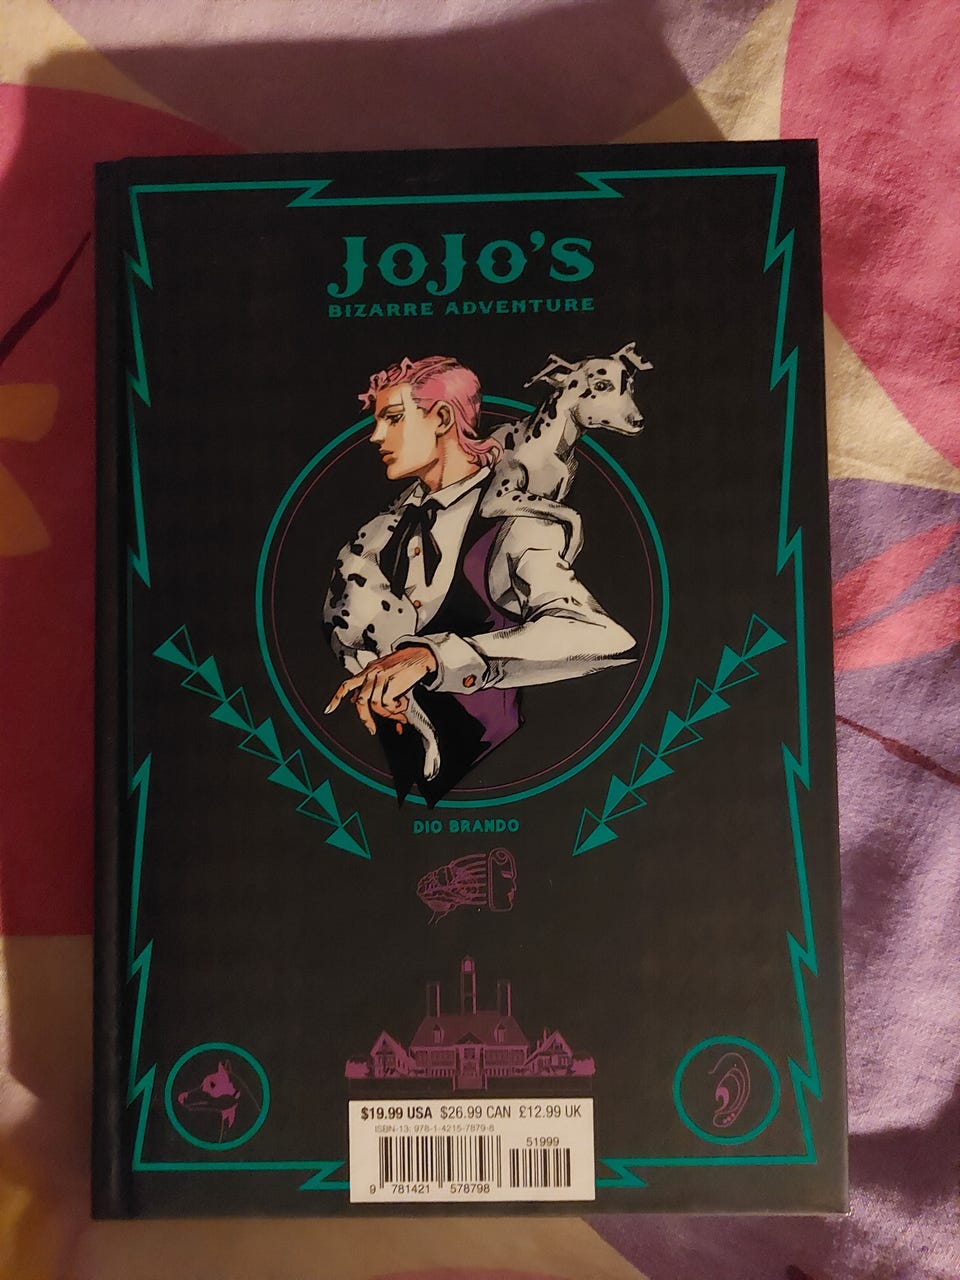 JoJo's
BIZARRE ADVENTURE
DIO BRANDO
$19.99 USA $26.99 CAN £12.99 UK
ISBN-13: 978-1-4215-7879-8
51999
9 781421 578798